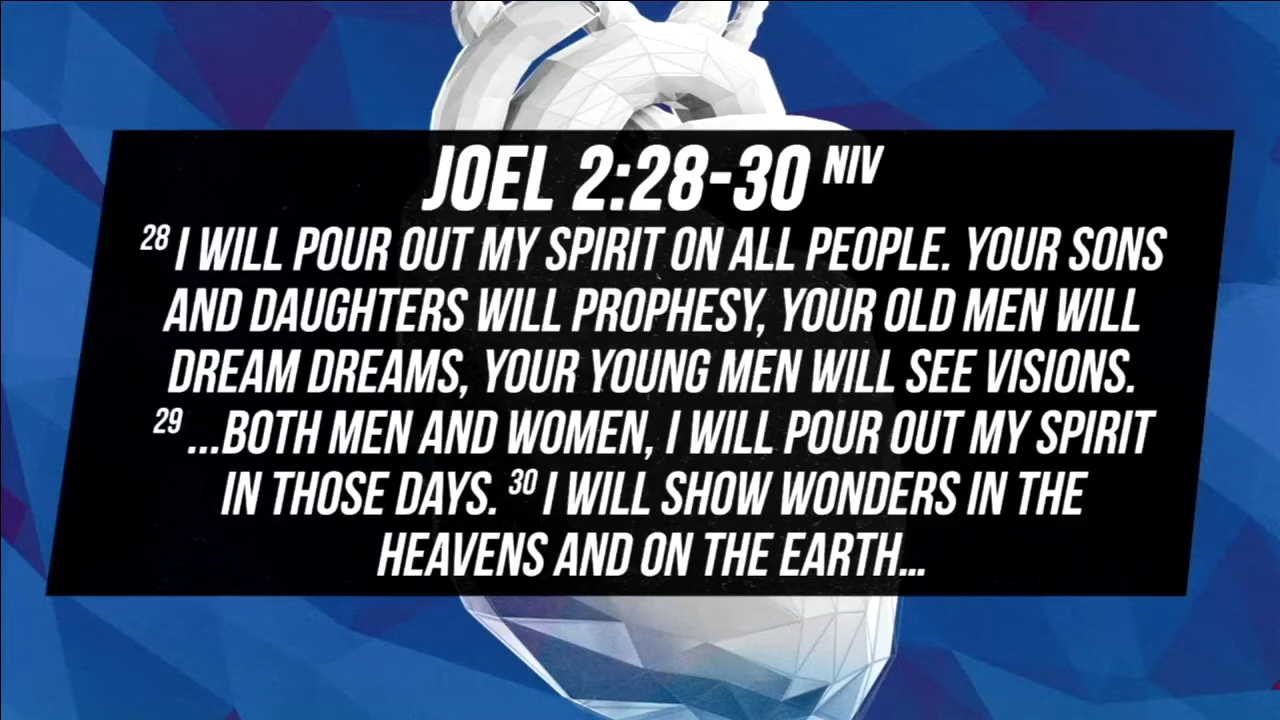 JOEL 2:28-30 NIV
28 I WILL POUR OUT MY SPIRIT ON ALL PEOPLE. YOUR SONS
AND DAUGHTERS WILL PROPHESY, YOUR OLD MEN WILL
DREAM DREAMS, YOUR YOUNG MEN WILL SEE VISIONS.
29 ...BOTH MEN AND WOMEN, I WILL POUR OUT MY SPIRIT
IN THOSE DAYS. 30 I WILL SHOW WONDERS IN THE
HEAVENS AND ON THE EARTH...